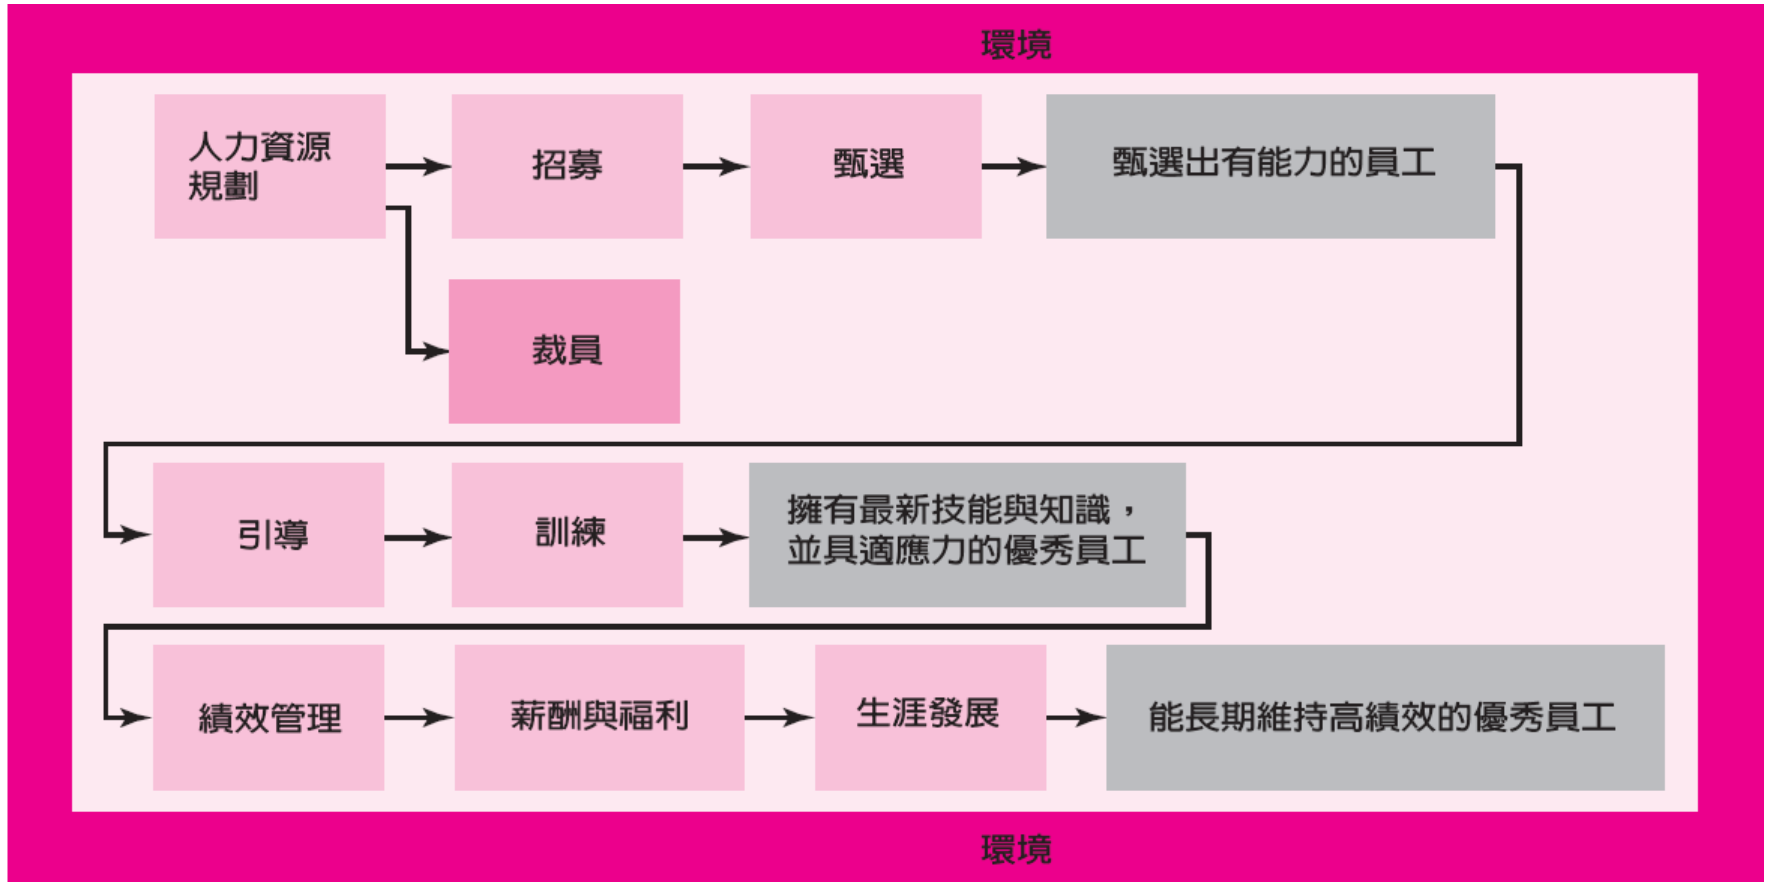 環境
人力資源
規劃
招募
甄選
甄選出有能力的員工
裁員
引導
訓練
擁有最新技能與知識，
並具適應力的優秀員工
績效管理
薪酬與福利
生涯發展
能長期維持高績效的優秀員工
環境